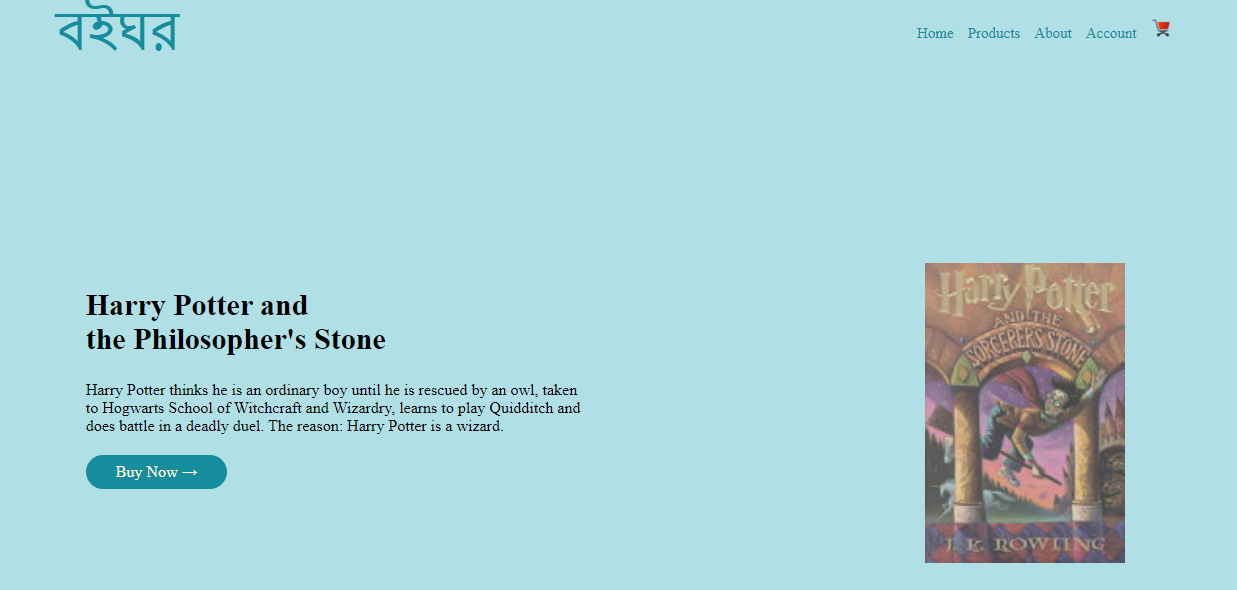 বইঘর
Home Products About Account
Harry Potter and
the Philosopher's Stone
Harry Potter thinks he is an ordinary boy until he is rescued by an owl, taken
to Hogwarts School of Witchcraft and Wizardry, learns to play Quidditch and
does battle in a deadly duel. The reason: Harry Potter is a wizard.
Buy Now →
Harry Potter
AND THE
SORCERERS STONE
J. K. ROWLING